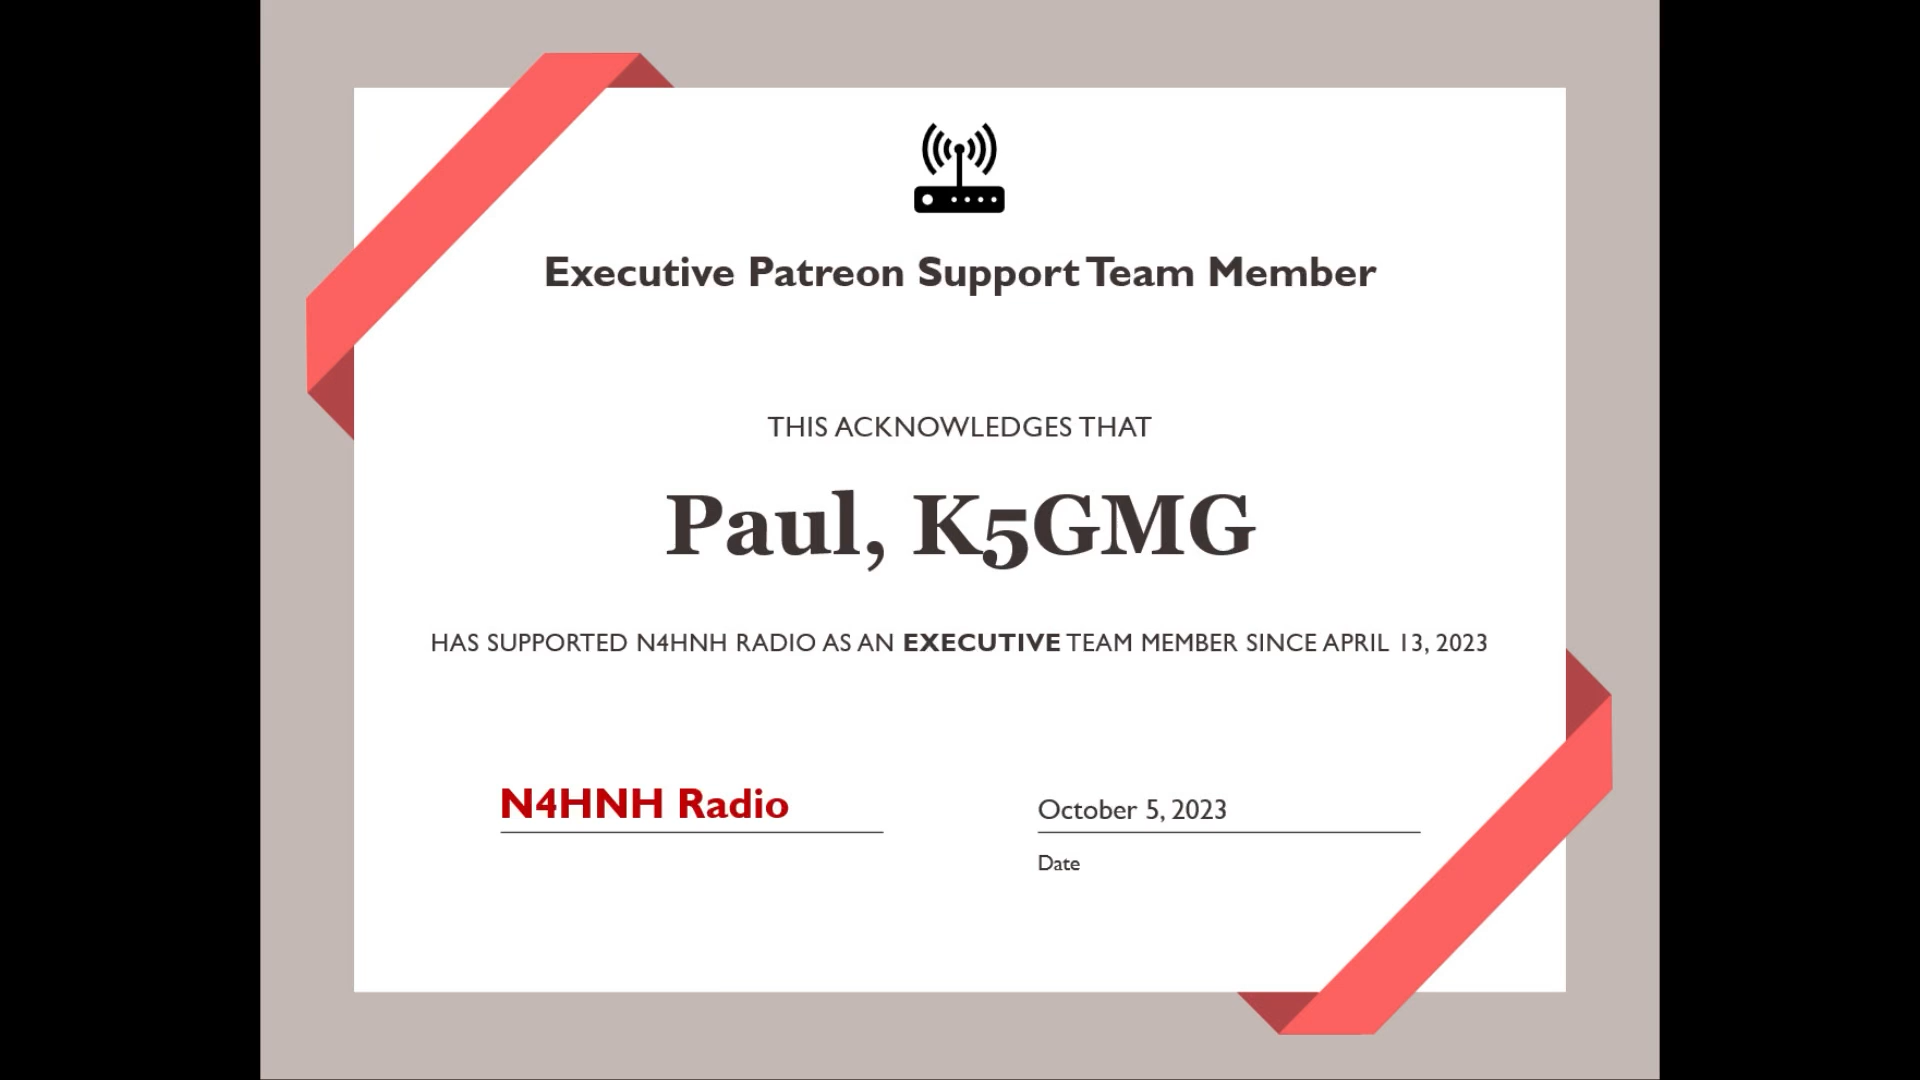 Executive Patreon Support Team Member
THIS ACKNOWLEDGES THAT
Paul, K5GMG
HAS SUPPORTED N4HNH RADIO AS AN EXECUTIVE TEAM MEMBER SINCE APRIL 13, 2023
N4HNH Radio
October 5, 2023
Date